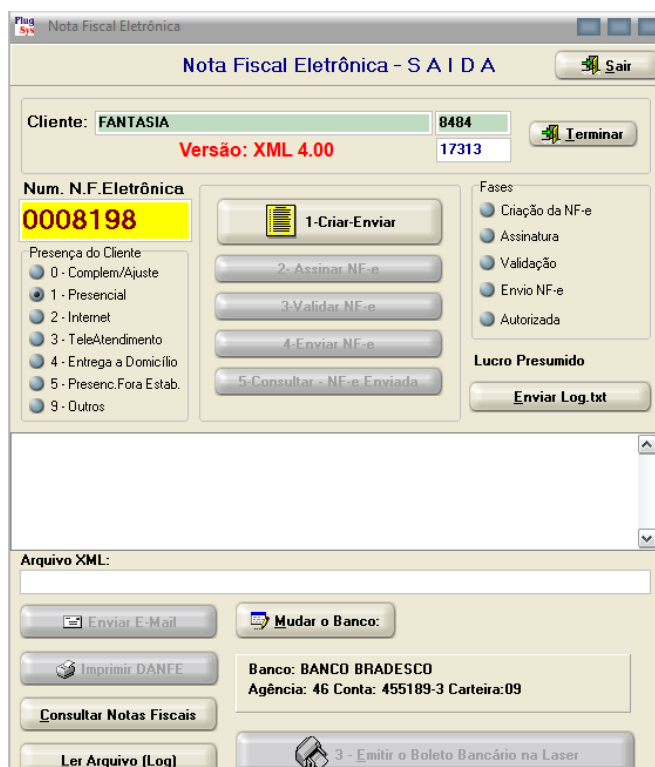 Plug Sys Nota Fiscal Eletrônica
Nota Fiscal Eletrônica - S A I D A
Sair
Cliente: FANTASIA 8484
Versão: XML 4.00 17313
Terminar
Num. N.F.Eletrônica
0008198
Presença do Cliente
0 - Complem/Ajuste
1 - Presencial
2 - Internet
3 - TeleAtendimento
4 - Entrega a Domicílio
5 - Presenc.Fora Estab.
9 - Outros
1-Criar-Enviar
2- Assinar NF-e
3-Validar NF-e
4-Enviar NF-e
5-Consultar - NF-e Enviada
Fases
Criação da NF-e
Assinatura
Validação
Envio NF-e
Autorizada
Lucro Presumido
Enviar Log.txt
Arquivo XML:
Enviar E-Mail
Mudar o Banco:
Imprimir DANFE
Banco: BANCO BRADESCO
Agência: 46 Conta: 455189-3 Carteira:09
Consultar Notas Fiscais
Ler Arquivo (Log)
3 - Emitir o Boleto Bancário na Laser